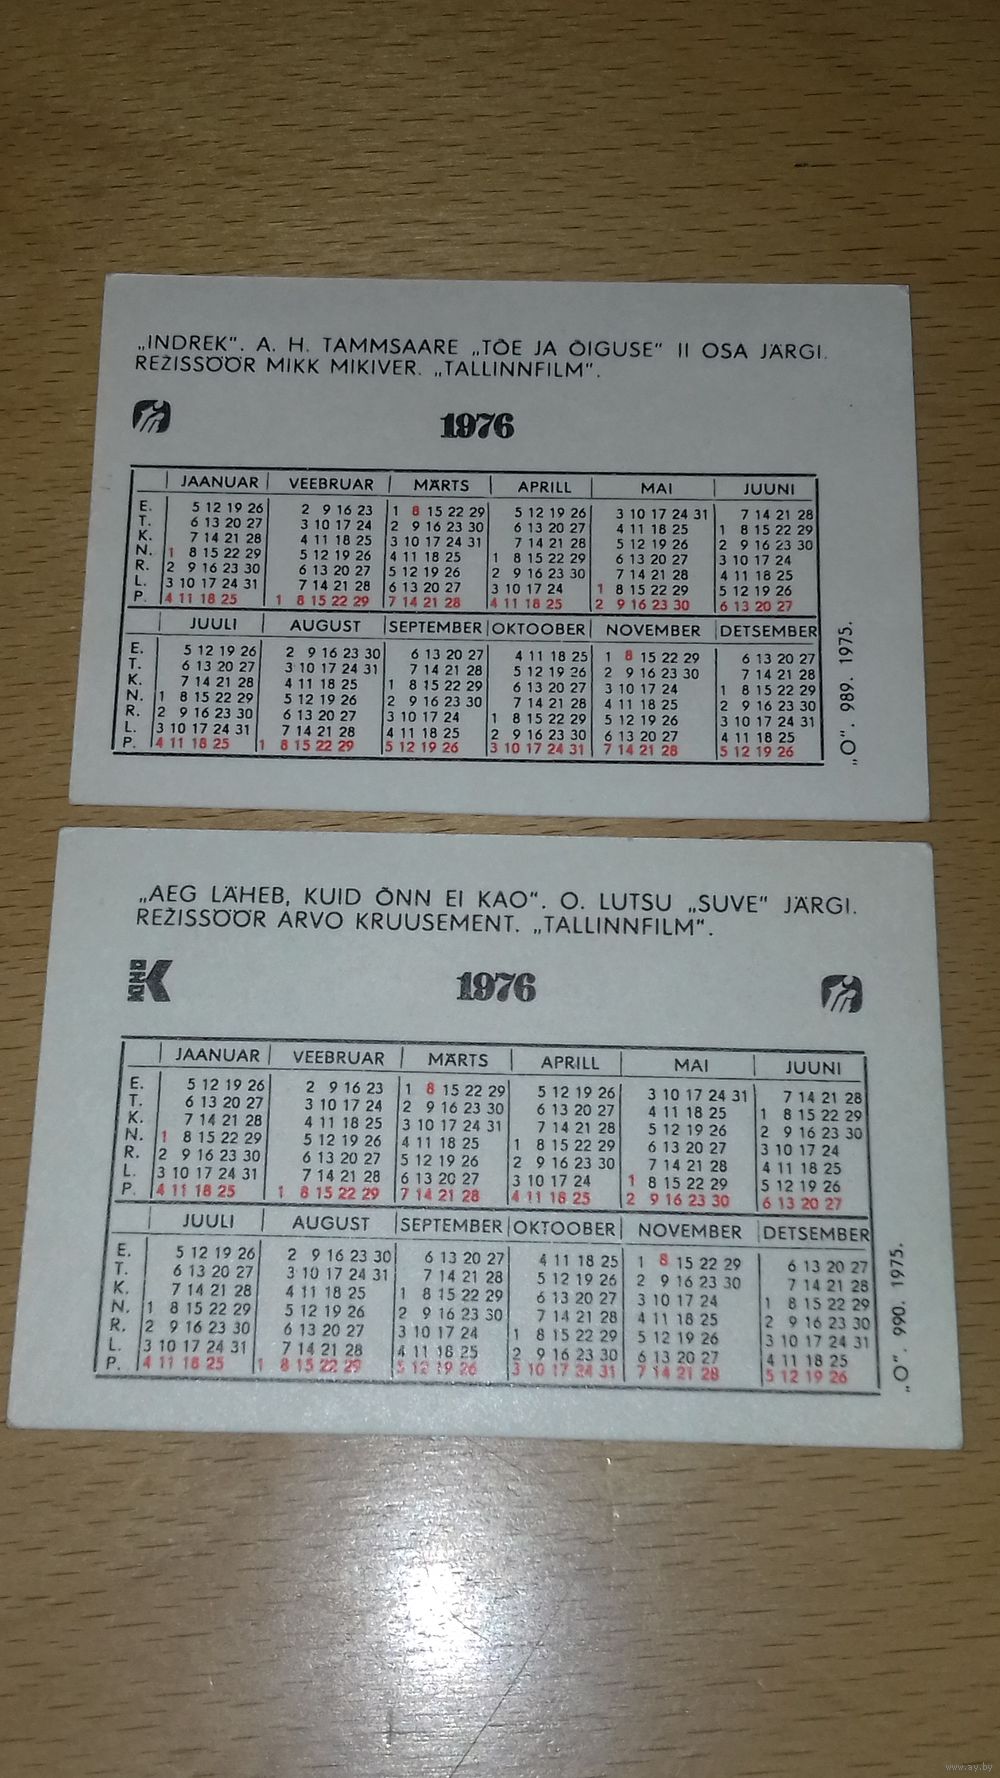 „INDREK". A. H. TAMMSAARE „TÕE JA ÕIGUSE" II OSA JÄRGI.
REŽISSÖÖR MIKK MIKIVER. „TALLINNFILM".
1976
JAANUAR VEEBRUAR MÄRTS APRILL MAI JUUNI
E. 5 12 19 26 2 9 16 23 1 8 15 22 29 5 12 19 26 3 10 17 24 31 7 14 21 28
T. 6 13 20 27 3 10 17 24 2 9 16 23 30 6 13 20 27 4 11 18 25 1 8 15 22 29
K. 7 14 21 28 4 11 18 25 3 10 17 24 31 7 14 21 28 5 12 19 26 2 9 16 23 30
N. 1 8 15 22 29 5 12 19 26 4 11 18 25 1 8 15 22 29 6 13 20 27 3 10 17 24
R. 2 9 16 23 30 6 13 20 27 5 12 19 26 2 9 16 23 30 7 14 21 28 4 11 18 25
L. 3 10 17 24 31 7 14 21 28 6 13 20 27 3 10 17 24 1 8 15 22 29 5 12 19 26
P. 4 11 18 25 1 8 15 22 29 7 14 21 28 4 11 18 25 2 9 16 23 30 6 13 20 27
JUULI AUGUST SEPTEMBER OKTOOBER NOVEMBER DETSEMBER
E. 5 12 19 26 2 9 16 23 30 6 13 20 27 4 11 18 25 1 8 15 22 29 6 13 20 27
T. 6 13 20 27 3 10 17 24 31 7 14 21 28 5 12 19 26 2 9 16 23 30 7 14 21 28
K. 7 14 21 28 4 11 18 25 1 8 15 22 29 6 13 20 27 3 10 17 24 1 8 15 22 29
N. 1 8 15 22 29 5 12 19 26 2 9 16 23 30 7 14 21 28 4 11 18 25 2 9 16 23 30
R. 2 9 16 23 30 6 13 20 27 3 10 17 24 1 8 15 22 29 5 12 19 26 3 10 17 24 31
L. 3 10 17 24 31 7 14 21 28 4 11 18 25 2 9 16 23 30 6 13 20 27 4 11 18 25
P. 4 11 18 25 1 8 15 22 29 5 12 19 26 3 10 17 24 31 7 14 21 28 5 12 19 26
„O". 989. 1975.
„AEG LÄHEB, KUID ÕNN EI KAO". O. LUTSU „SUVE" JÄRGI.
REŽISSÖÖR ARVO KRUUSEMENT. „TALLINNFILM".
KINO K
1976
JAANUAR VEEBRUAR MÄRTS APRILL MAI JUUNI
E. 5 12 19 26 2 9 16 23 1 8 15 22 29 5 12 19 26 3 10 17 24 31 7 14 21 28
T. 6 13 20 27 3 10 17 24 2 9 16 23 30 6 13 20 27 4 11 18 25 1 8 15 22 29
K. 7 14 21 28 4 11 18 25 3 10 17 24 31 7 14 21 28 5 12 19 26 2 9 16 23 30
N. 1 8 15 22 29 5 12 19 26 4 11 18 25 1 8 15 22 29 6 13 20 27 3 10 17 24
R. 2 9 16 23 30 6 13 20 27 5 12 19 26 2 9 16 23 30 7 14 21 28 4 11 18 25
L. 3 10 17 24 31 7 14 21 28 6 13 20 27 3 10 17 24 1 8 15 22 29 5 12 19 26
P. 4 11 18 25 1 8 15 22 29 7 14 21 28 4 11 18 25 2 9 16 23 30 6 13 20 27
JUULI AUGUST SEPTEMBER OKTOOBER NOVEMBER DETSEMBER
E. 5 12 19 26 2 9 16 23 30 6 13 20 27 4 11 18 25 1 8 15 22 29 6 13 20 27
T. 6 13 20 27 3 10 17 24 31 7 14 21 28 5 12 19 26 2 9 16 23 30 7 14 21 28
K. 7 14 21 28 4 11 18 25 1 8 15 22 29 6 13 20 27 3 10 17 24 1 8 15 22 29
N. 1 8 15 22 29 5 12 19 26 2 9 16 23 30 7 14 21 28 4 11 18 25 2 9 16 23 30
R. 2 9 16 23 30 6 13 20 27 3 10 17 24 1 8 15 22 29 5 12 19 26 3 10 17 24 31
L. 3 10 17 24 31 7 14 21 28 4 11 18 25 2 9 16 23 30 6 13 20 27 4 11 18 25
P. 4 11 18 25 1 8 15 22 29 5 12 19 26 3 10 17 24 31 7 14 21 28 5 12 19 26
„O". 990. 1975.
www.ay.by